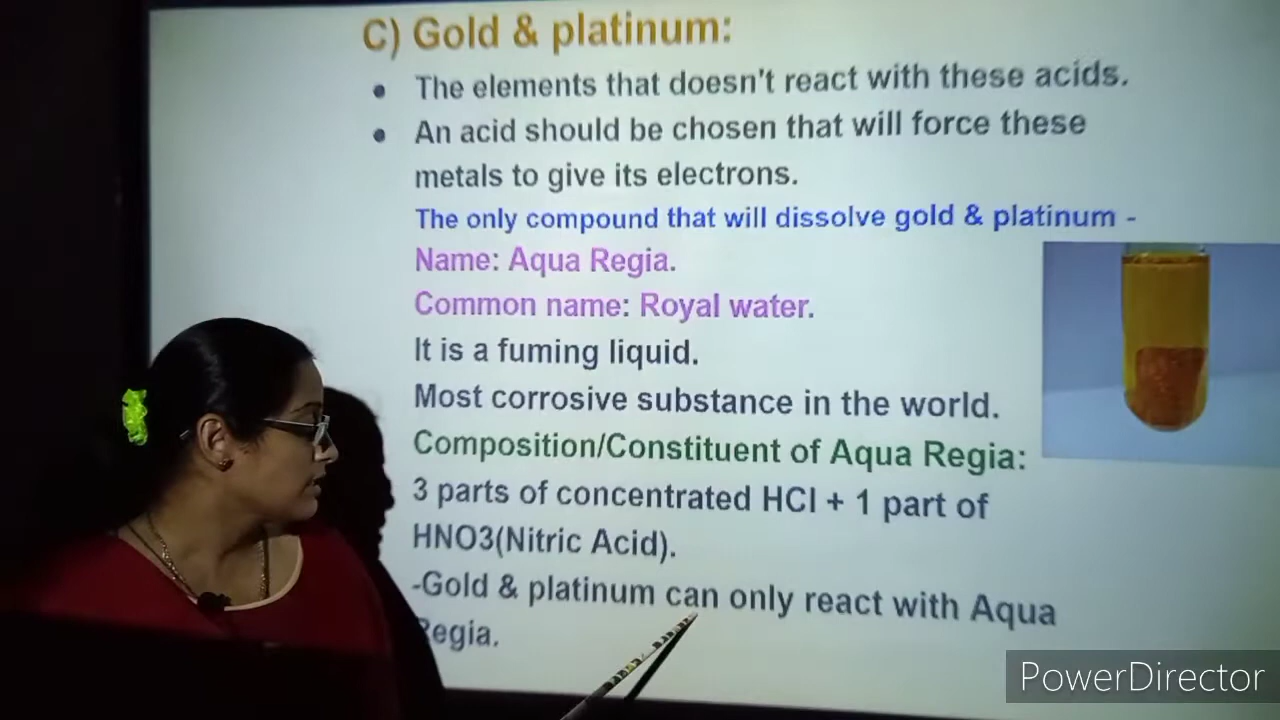 C) Gold & platinum:
• The elements that doesn't react with these acids.
• An acid should be chosen that will force these
metals to give its electrons.
The only compound that will dissolve gold & platinum -
Name: Aqua Regia.
Common name: Royal water.
It is a fuming liquid.
Most corrosive substance in the world.
Composition/Constituent of Aqua Regia:
3 parts of concentrated HCl + 1 part of
HNO3(Nitric Acid).
-Gold & platinum can only react with Aqua
Regia.
PowerDirector